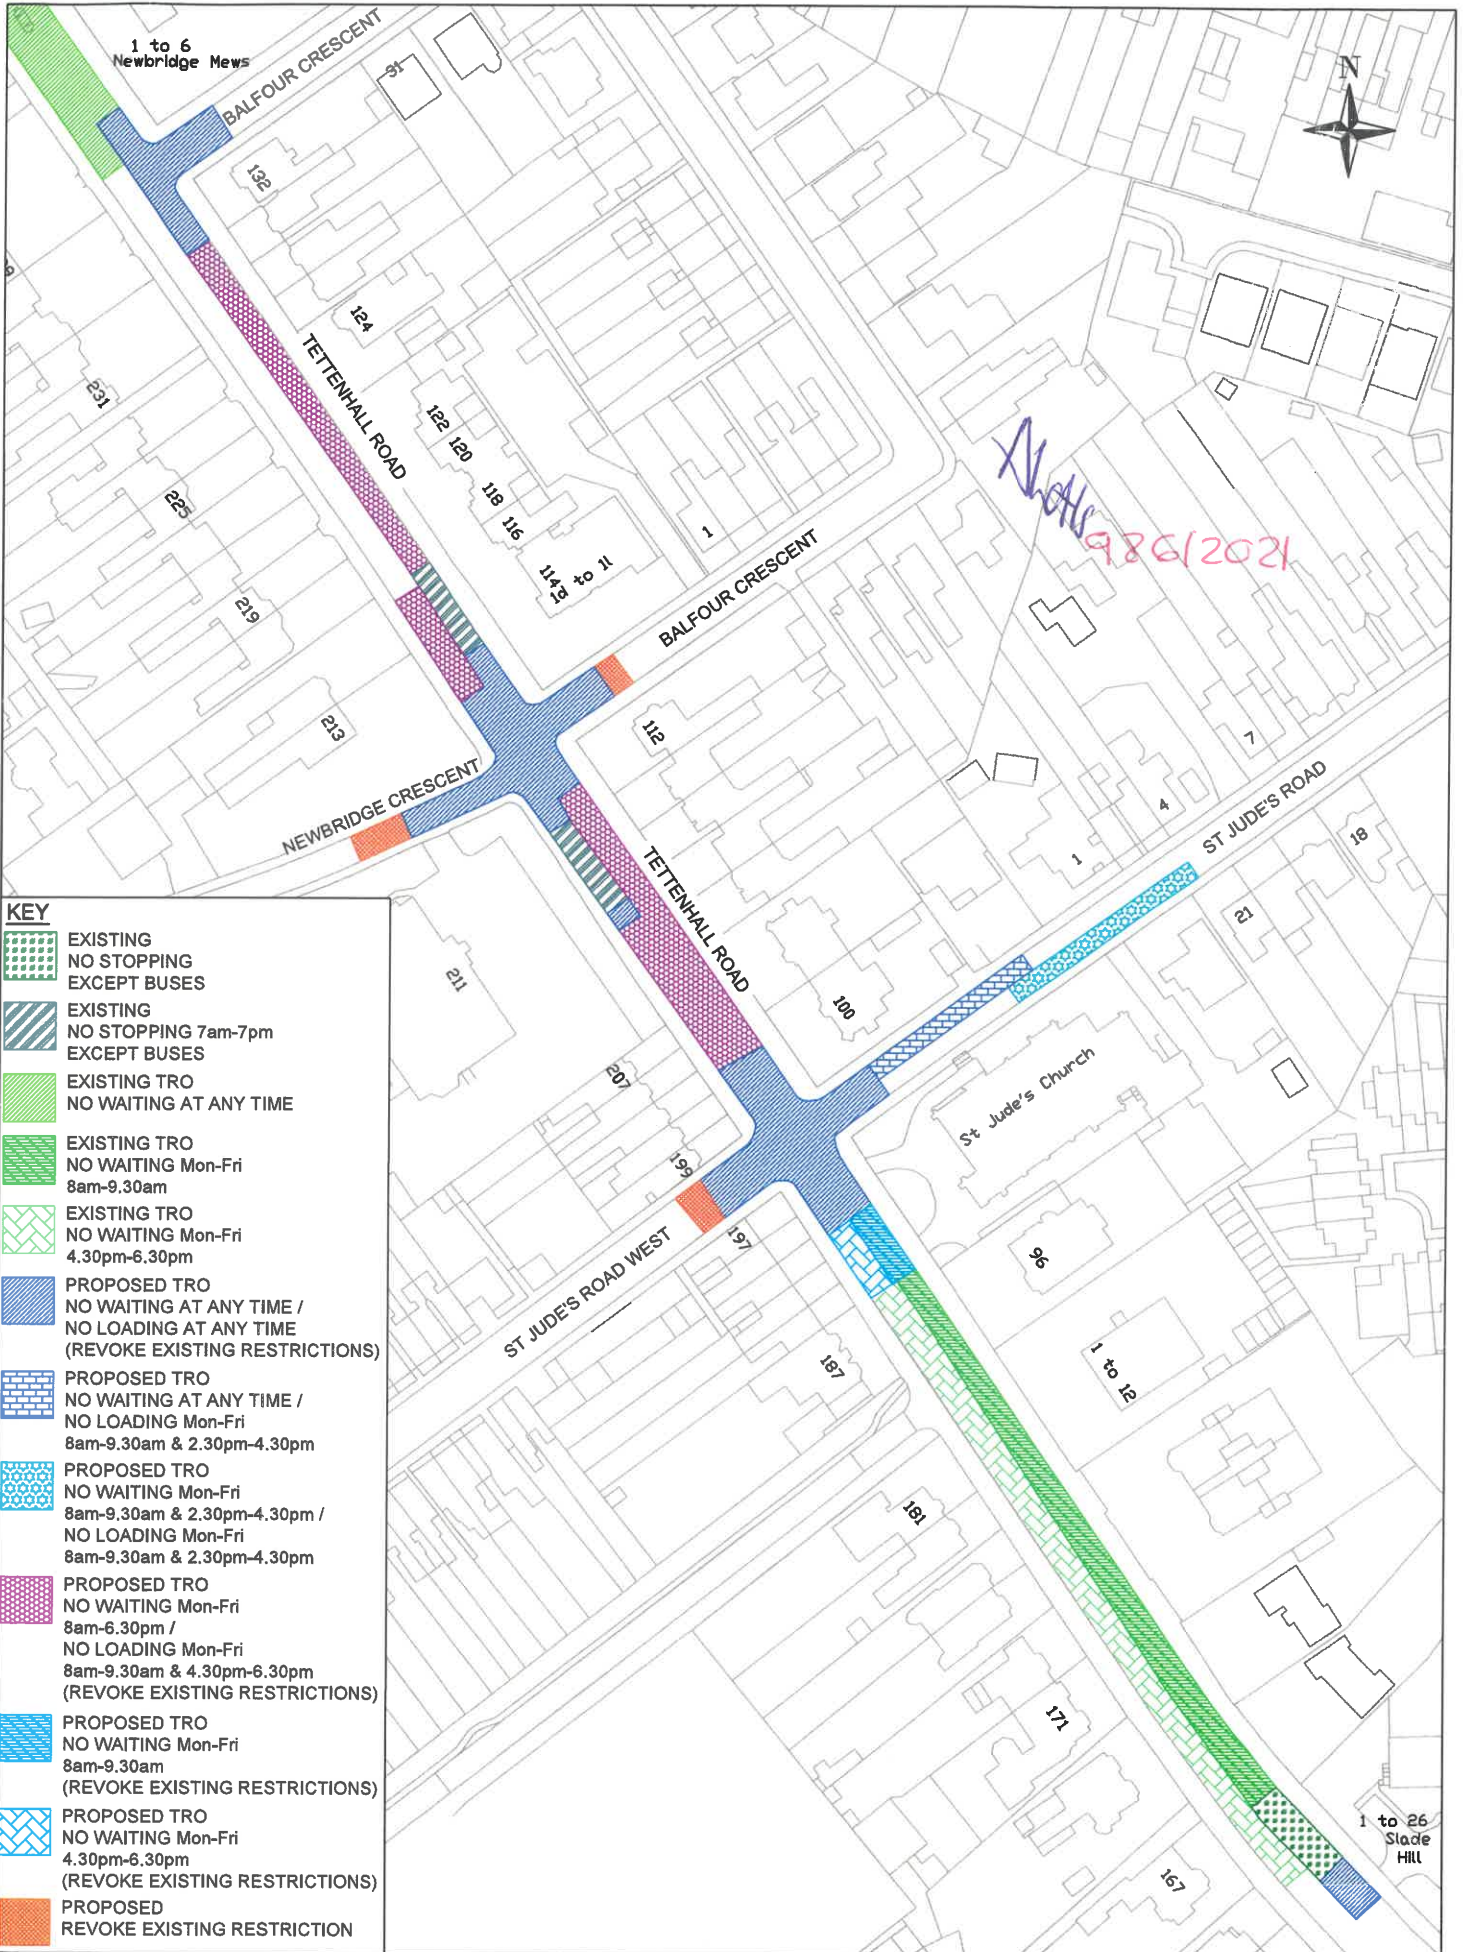 1 to 6
Newbridge Mews
BALFOUR CRESCENT
31
N
132
124
TETTENHALL ROAD
231
122
120
118
116
225
1
114
1a to 11
BALFOUR CRESCENT
986/2021
219
213
112
NEWBRIDGE CRESCENT
7
ST JUDE'S ROAD
4
1
18
TETTENHALL ROAD
21
211
100
St Jude's Church
207
199
197
ST JUDE'S ROAD WEST
96
187
1 to 12
181
171
167
1 to 26
Slade
Hill
KEY
EXISTING
NO STOPPING
EXCEPT BUSES
EXISTING
NO STOPPING 7am-7pm
EXCEPT BUSES
EXISTING TRO
NO WAITING AT ANY TIME
EXISTING TRO
NO WAITING Mon-Fri
8am-9.30am
EXISTING TRO
NO WAITING Mon-Fri
4.30pm-6.30pm
PROPOSED TRO
NO WAITING AT ANY TIME /
NO LOADING AT ANY TIME
(REVOKE EXISTING RESTRICTIONS)
PROPOSED TRO
NO WAITING AT ANY TIME /
NO LOADING Mon-Fri
8am-9.30am & 2.30pm-4.30pm
PROPOSED TRO
NO WAITING Mon-Fri
8am-9.30am & 2.30pm-4.30pm /
NO LOADING Mon-Fri
8am-9.30am & 2.30pm-4.30pm
PROPOSED TRO
NO WAITING Mon-Fri
8am-6.30pm /
NO LOADING Mon-Fri
8am-9.30am & 4.30pm-6.30pm
(REVOKE EXISTING RESTRICTIONS)
PROPOSED TRO
NO WAITING Mon-Fri
8am-9.30am
(REVOKE EXISTING RESTRICTIONS)
PROPOSED TRO
NO WAITING Mon-Fri
4.30pm-6.30pm
(REVOKE EXISTING RESTRICTIONS)
PROPOSED
REVOKE EXISTING RESTRICTION